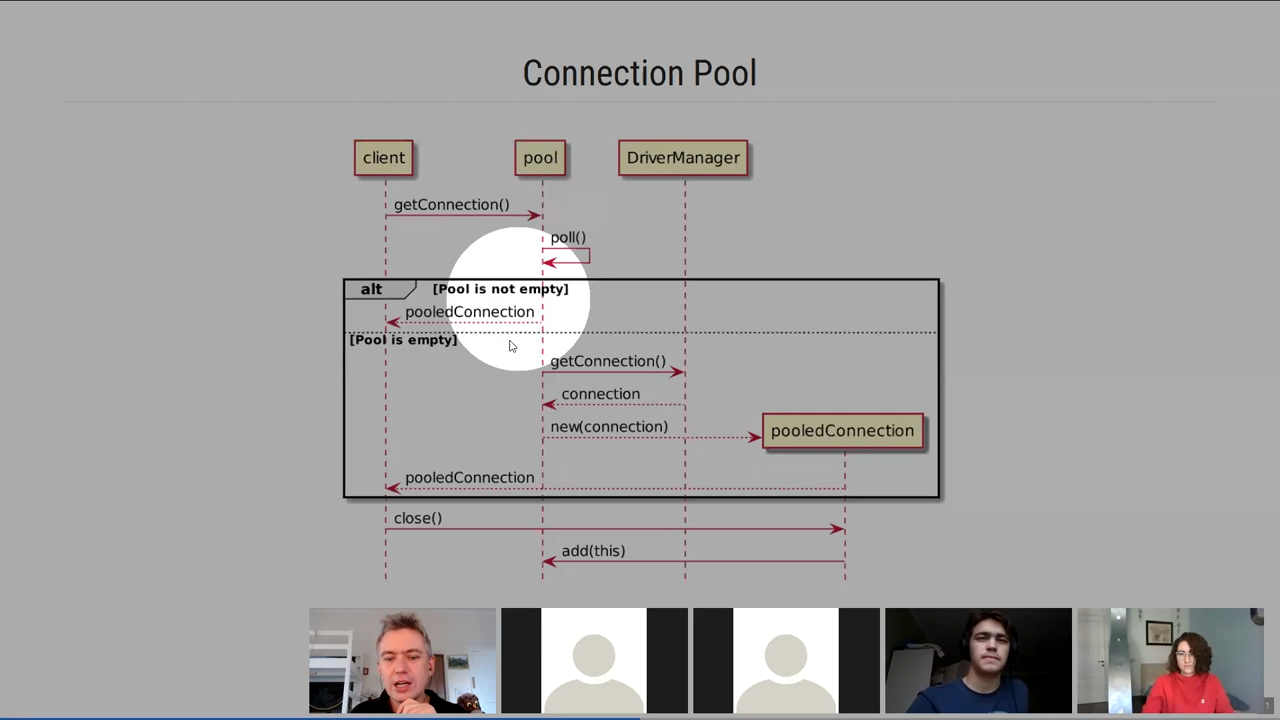 Connection Pool
client
pool
DriverManager
getConnection()
poll()
alt
[Pool is not empty]
pooledConnection
[Pool is empty]
getConnection()
connection
new(connection)
pooledConnection
pooledConnection
close()
add(this)
1